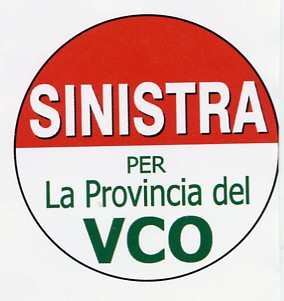 SINISTRA
PER
La Provincia del
VCO